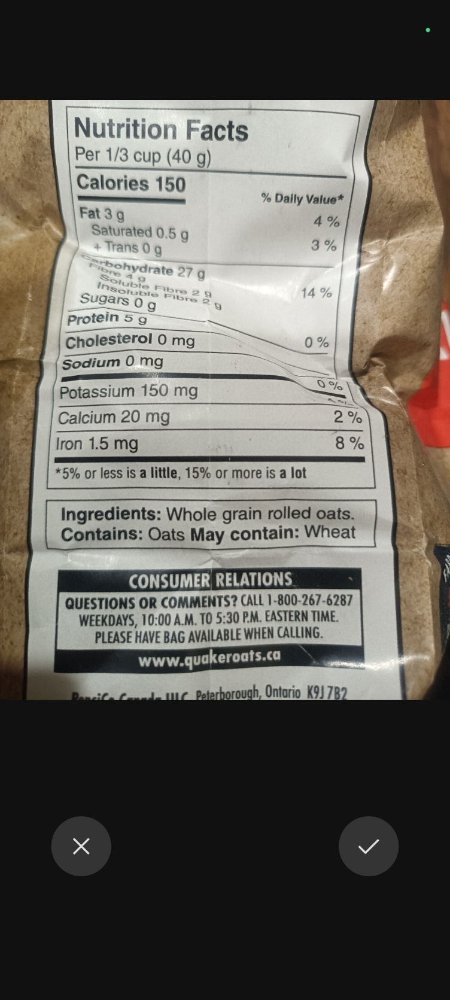 Nutrition Facts
Per 1/3 cup (40 g)
Calories 150
% Daily Value*
Fat 3 g 4 %
Saturated 0.5 g
+ Trans 0 g 3 %
Carbohydrate 27 g
Fibre 4 g 14 %
Soluble Fibre 2 g
Insoluble Fibre 2 g
Sugars 0 g 0 %
Protein 5 g
Cholesterol 0 mg
Sodium 0 mg 0 %
Potassium 150 mg
Calcium 20 mg 2 %
Iron 1.5 mg 8 %
*5% or less is a little, 15% or more is a lot
Ingredients: Whole grain rolled oats.
Contains: Oats May contain: Wheat
CONSUMER RELATIONS
QUESTIONS OR COMMENTS? CALL 1-800-267-6287
WEEKDAYS, 10:00 A.M. TO 5:30 P.M. EASTERN TIME.
PLEASE HAVE BAG AVAILABLE WHEN CALLING.
www.quakeroats.ca
PepsiCo Canada ULC Peterborough, Ontario K9J 7B2